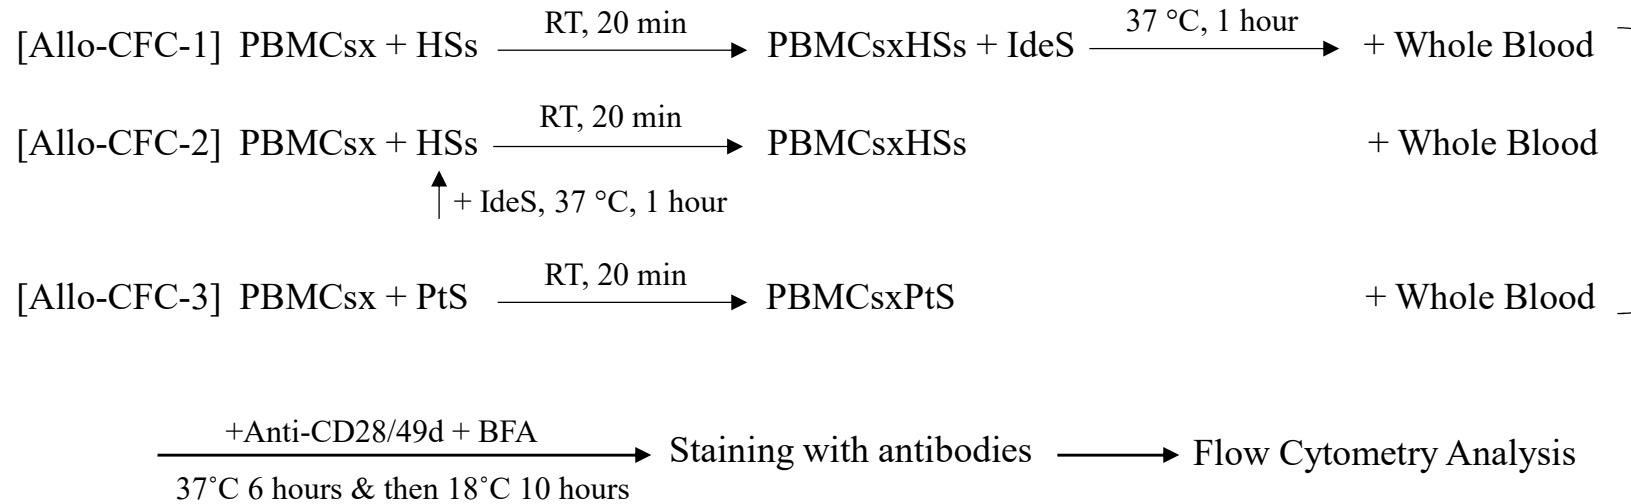 RT, 20 min 37 °C, 1 hour
[Allo-CFC-1] PBMCsx + HSs PBMCsxHSs + IdeS + Whole Blood
RT, 20 min
[Allo-CFC-2] PBMCsx + HSs PBMCsxHSs + Whole Blood
+ IdeS, 37 °C, 1 hour
RT, 20 min
[Allo-CFC-3] PBMCsx + PtS PBMCsxPtS + Whole Blood
+Anti-CD28/49d + BFA
Staining with antibodies Flow Cytometry Analysis
37˚C 6 hours & then 18˚C 10 hours